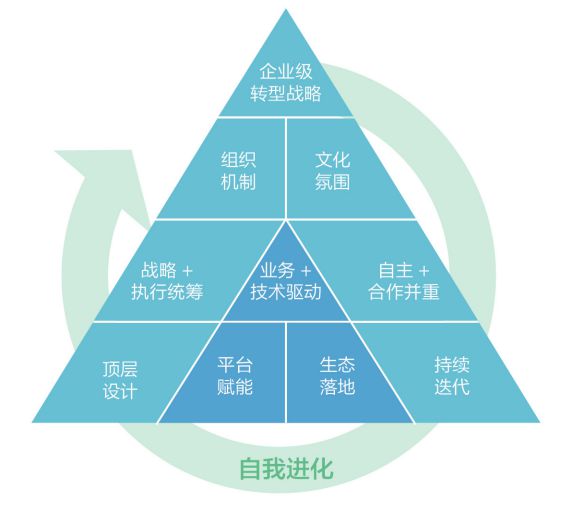 企业级
转型战略
组织
机制
文化
氛围
战略 +
执行统筹
业务 +
技术驱动
自主 +
合作并重
顶层
设计
平台
赋能
生态
落地
持续
迭代
自我进化